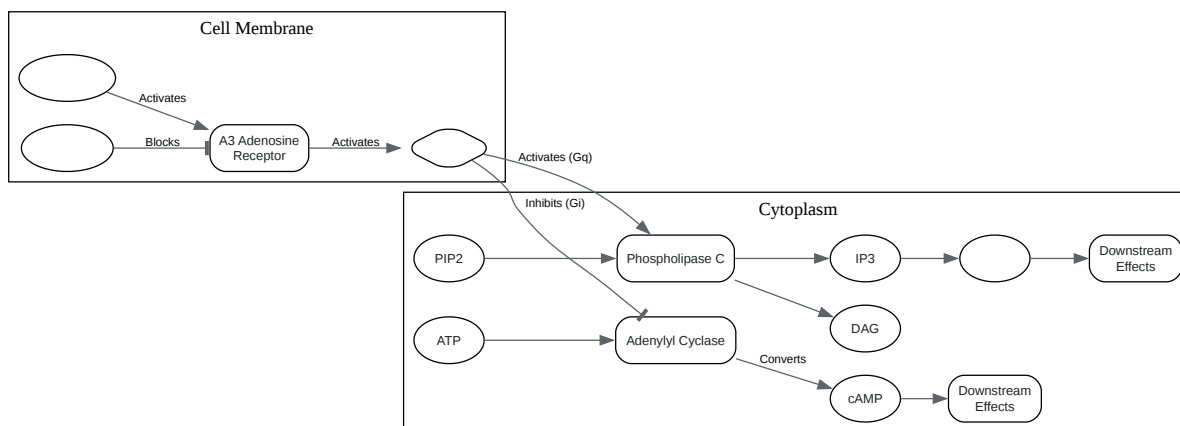 Cell Membrane
Activates
Blocks
A3 Adenosine
Receptor
Activates
Activates (Gq)
Inhibits (Gi)
Cytoplasm
PIP2
Phospholipase C
IP3
Downstream
Effects
DAG
ATP
Adenylyl Cyclase
Converts
cAMP
Downstream
Effects